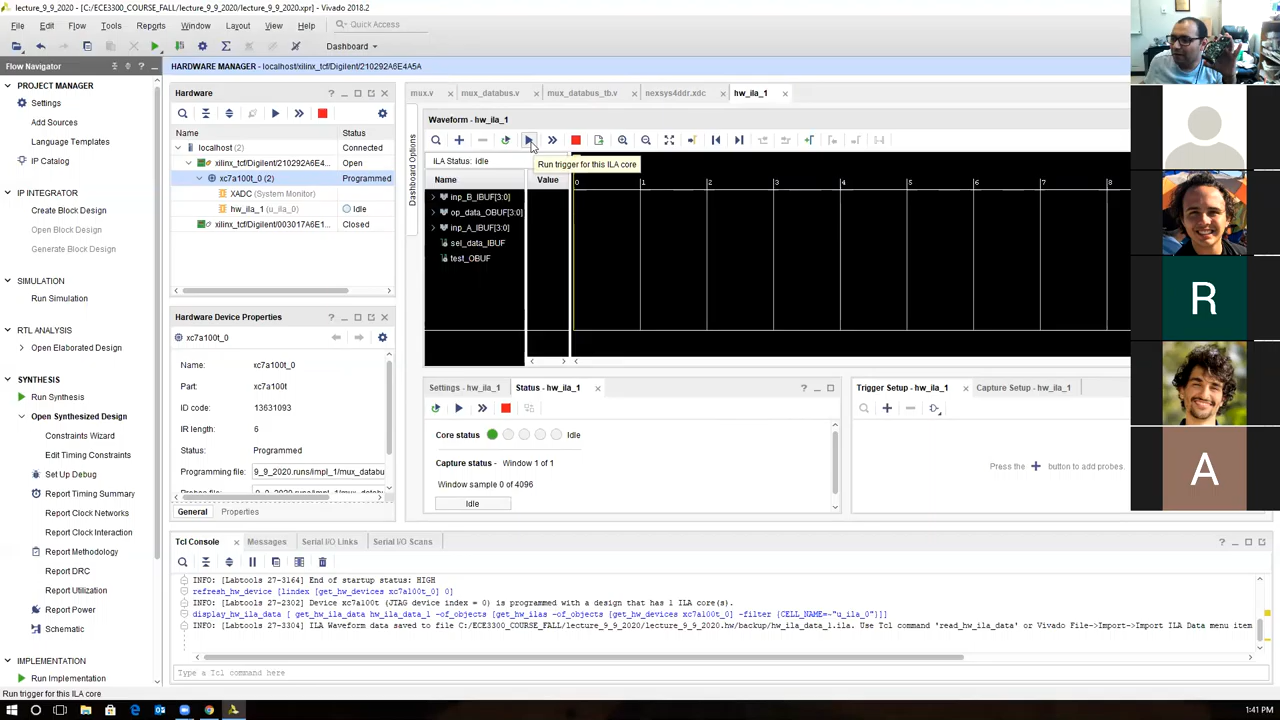 lecture_9_9_2020 - [C:/ECE3300_COURSE_FALL/lecture_9_9_2020/lecture_9_9_2020.xpr] - Vivado 2018.2
File Edit Flow Tools Reports Window Layout View Help Quick Access
Dashboard
Flow Navigator
HARDWARE MANAGER - localhost/xilinx_tcf/Digilent/210292A6E4A5A
PROJECT MANAGER
Settings
Add Sources
Language Templates
IP Catalog
IP INTEGRATOR
Create Block Design
Open Block Design
Generate Block Design
SIMULATION
Run Simulation
RTL ANALYSIS
Open Elaborated Design
SYNTHESIS
Run Synthesis
Open Synthesized Design
Constraints Wizard
Edit Timing Constraints
Set Up Debug
Report Timing Summary
Report Clock Networks
Report Clock Interaction
Report Methodology
Report DRC
Report Utilization
Report Power
Schematic
IMPLEMENTATION
Run Implementation
Run trigger for this ILA core
Hardware
Name Status
localhost (1) Connected
xilinx_tcf/Digilent/210292A6E4... Open
xc7a100t_0 (2) Programmed
XADC (System Monitor)
hw_ila_1 (u_ila_0) Idle
xilinx_tcf/Digilent/003017A6E1... Closed
Hardware Device Properties
xc7a100t_0
Name: xc7a100t_0
Part: xc7a100t
ID code: 13631093
IR length: 6
Status: Programmed
Programming file: 9_9_2020.runs/impl_1/mux_databu
General Properties
mux.v mux_databus.v mux_databus_tb.v nexsys4ddr.xdc hw_ila_1
Dashboard Options
Waveform - hw_ila_1
ILA Status: Idle
Run trigger for this ILA core
Name Value
0 1 2 3 4 5 6 7 8
inp_B_IBUF[3:0]
op_data_OBUF[3:0]
inp_A_IBUF[3:0]
sel_data_IBUF
test_OBUF
Settings - hw_ila_1 Status - hw_ila_1
Core status Idle
Capture status - Window 1 of 1
Window sample 0 of 4096
Idle
Trigger Setup - hw_ila_1 Capture Setup - hw_ila_1
Press the + button to add probes.
R
A
Tcl Console Messages Serial I/O Links Serial I/O Scans
INFO: [Labtools 27-3164] End of startup status: HIGH
refresh_hw_device [lindex [get_hw_devices xc7a100t_0] 0]
INFO: [Labtools 27-2302] Device xc7a100t (JTAG device index = 0) is programmed with a design that has 1 ILA core(s).
display_hw_ila_data [ get_hw_ila_data hw_ila_data_1 -of_objects [get_hw_ilas -of_objects [get_hw_devices xc7a100t_0] -filter {CELL_NAME=~"u_ila_0"}]]
INFO: [Labtools 27-3304] ILA Waveform data saved to file C:/ECE3300_COURSE_FALL/lecture_9_9_2020/lecture_9_9_2020.hw/backup/hw_ila_data_1.ila. Use Tcl command 'read_hw_ila_data' or Vivado File->Import->Import ILA Data menu item
Type a Tcl command here
1:41 PM